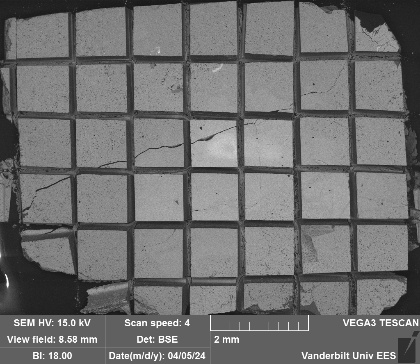 SEM HV: 15.0 kV
Scan speed: 4
VEGA3 TESCAN
View field: 8.58 mm
Det: BSE
2 mm
BI: 18.00
Date(m/d/y): 04/05/24
Vanderbilt Univ EES